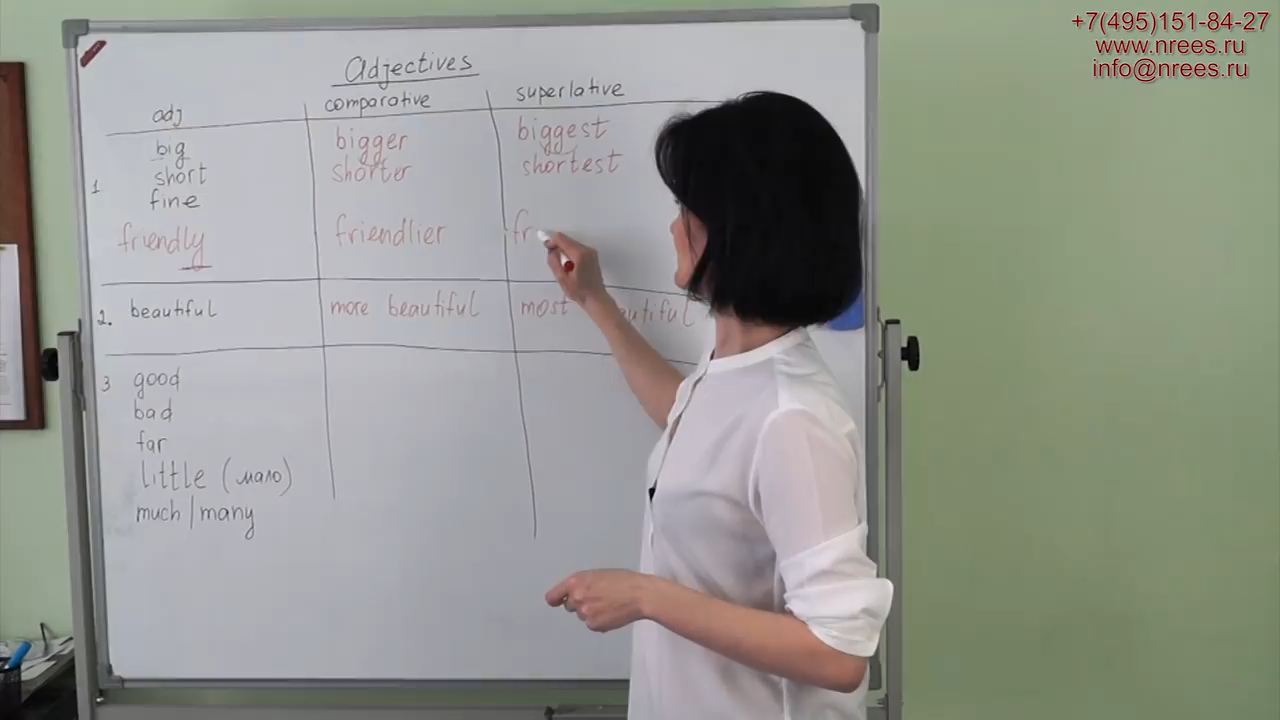 +7(495)151-84-27
www.nrees.ru
info@nrees.ru
Adjectives
adj comparative superlative
1 big bigger biggest
short shorter shortest
fine
friendly friendlier fr
2. beautiful more beautiful most autiful
3 good
bad
far
little (мало)
much/many